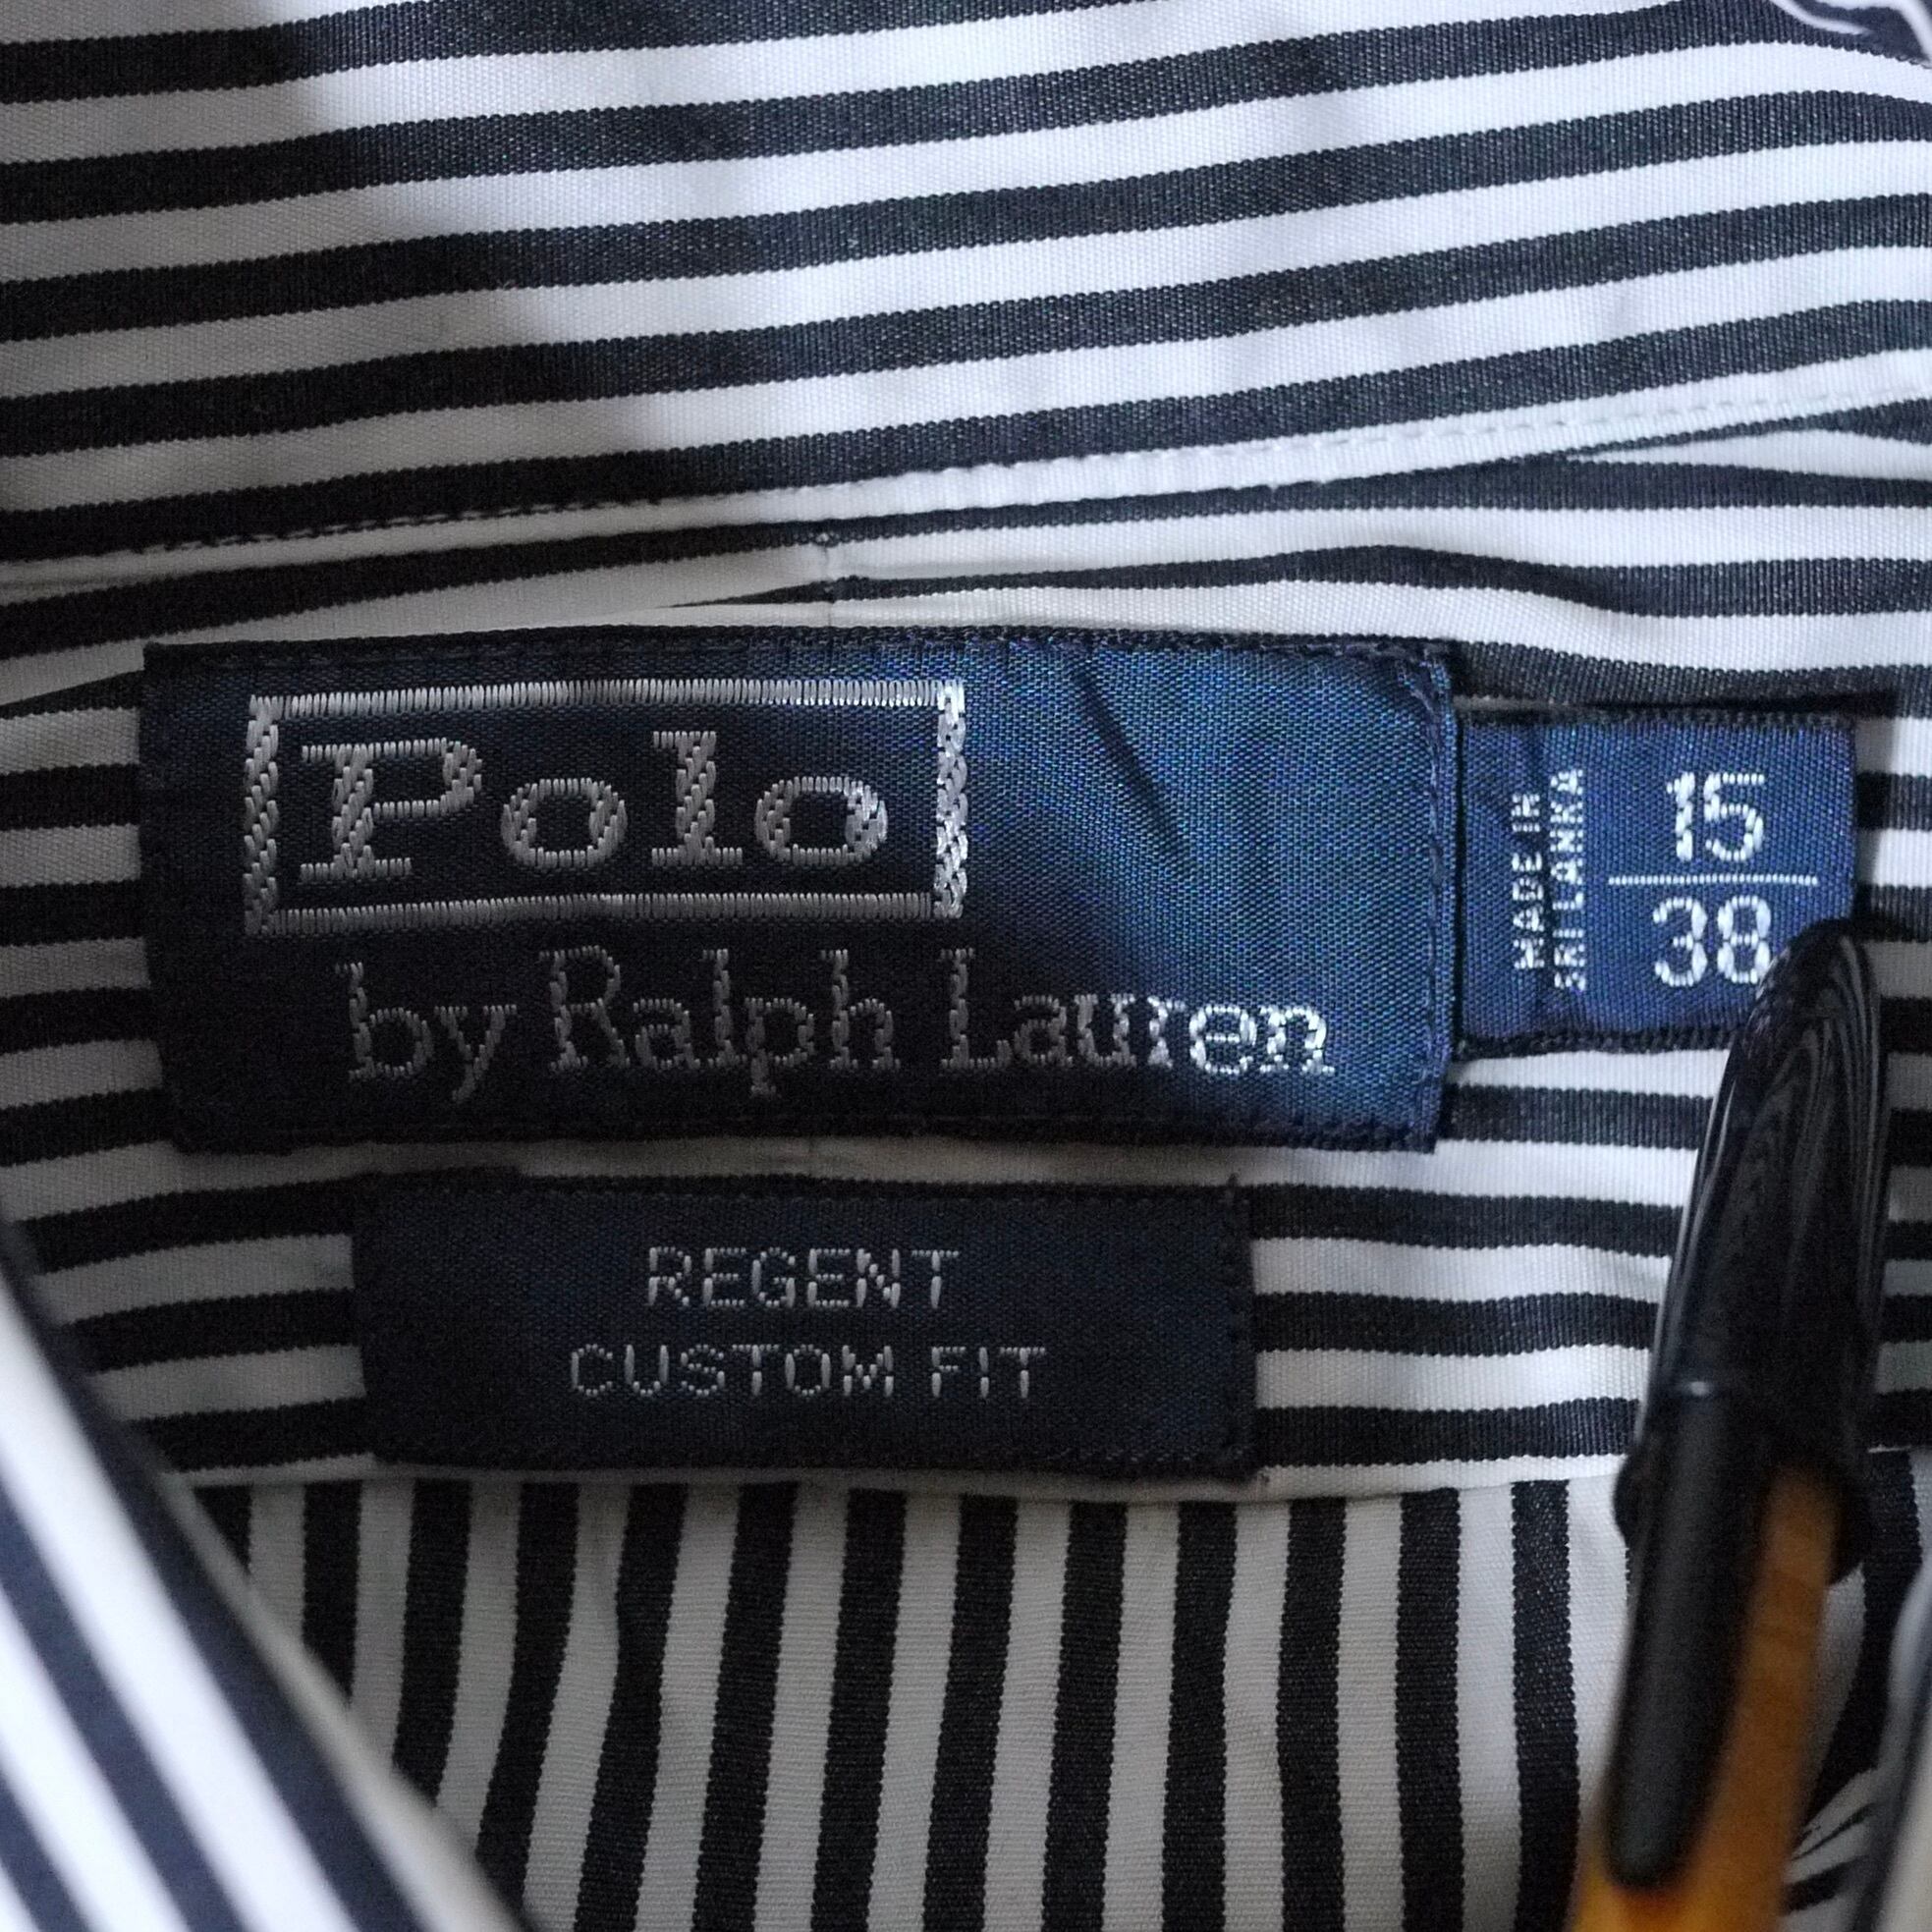 Polo
by Ralph Lauren
MADE IN
SRI LANKA
15
38
REGENT
CUSTOM FIT